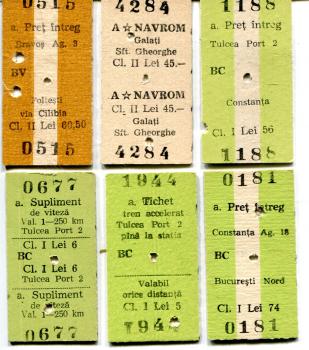 0515
a. Preț întreg
Brașov Ag. 3
BV
Ploiești
via Cilibia
Cl. II Lei 60,50
0515
4284
A ☆ NAVROM
Galați
Sft. Gheorghe
Cl. II Lei 45.—
A ☆ NAVROM
Cl. II Lei 45.—
Galați
Sft. Gheorghe
4284
1188
a. Preț întreg
Tulcea Port 2
BC
Constanța
Cl. I Lei 56
1188
0677
a. Supliment
de viteză
Val. 1—250 km
Tulcea Port 2
Cl. I Lei 6
BC
Cl. I Lei 6
Tulcea Port 2
a. Supliment
de viteză
Val. 1—250 km
0677
1944
a. Tichet
tren accelerat
Tulcea Port 2
pînă la stația
BC
Valabil
orice distanță
Cl. I Lei 5
1944
0181
a. Preț întreg
Constanța Ag. 18
BC
București Nord
Cl. I Lei 74
0181